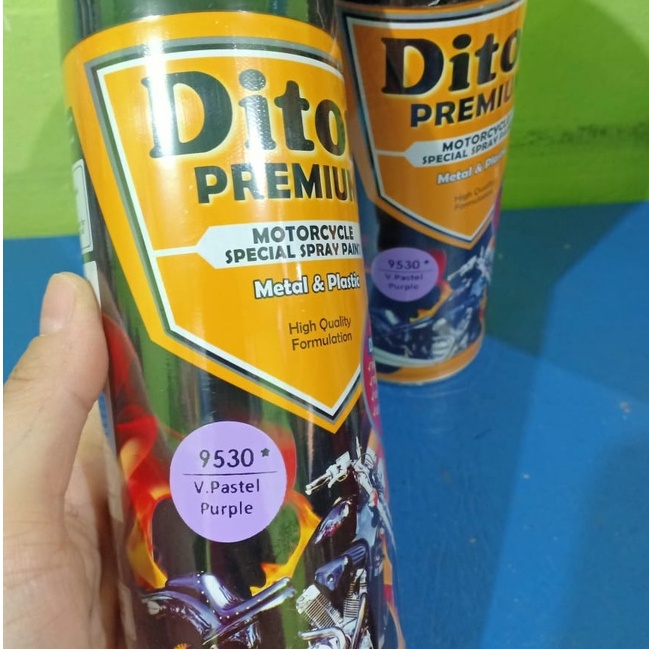 Dito
PREMIUM
MOTORCYCLE
SPECIAL SPRAY PAINT
Metal & Plastic
High Quality
Formulation
9530*
V.Pastel
Purple
Dito
PREMIU
MOTORCYCLE
SPECIAL SPRAY PAINT
Metal & Plastic
High Quality
Formulation
9530*
V.Pastel
Purple